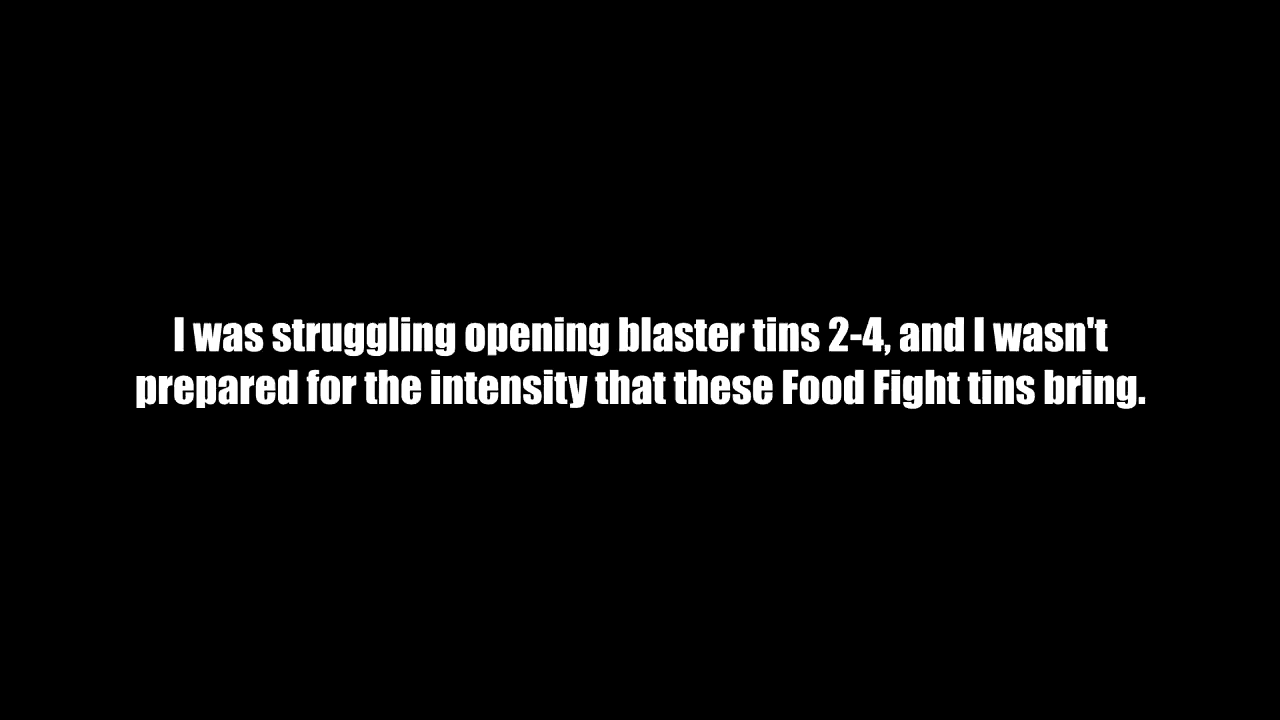 I was struggling opening blaster tins 2-4, and I wasn't
prepared for the intensity that these Food Fight tins bring.